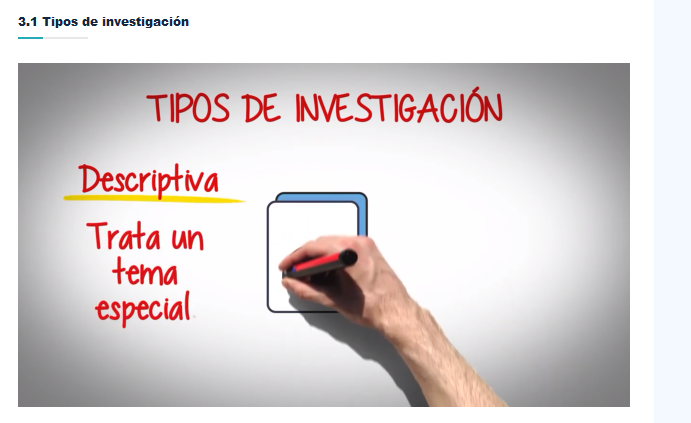 3.1 Tipos de investigación
TIPOS DE INVESTIGACIÓN
Descriptiva
Trata un
tema
especial